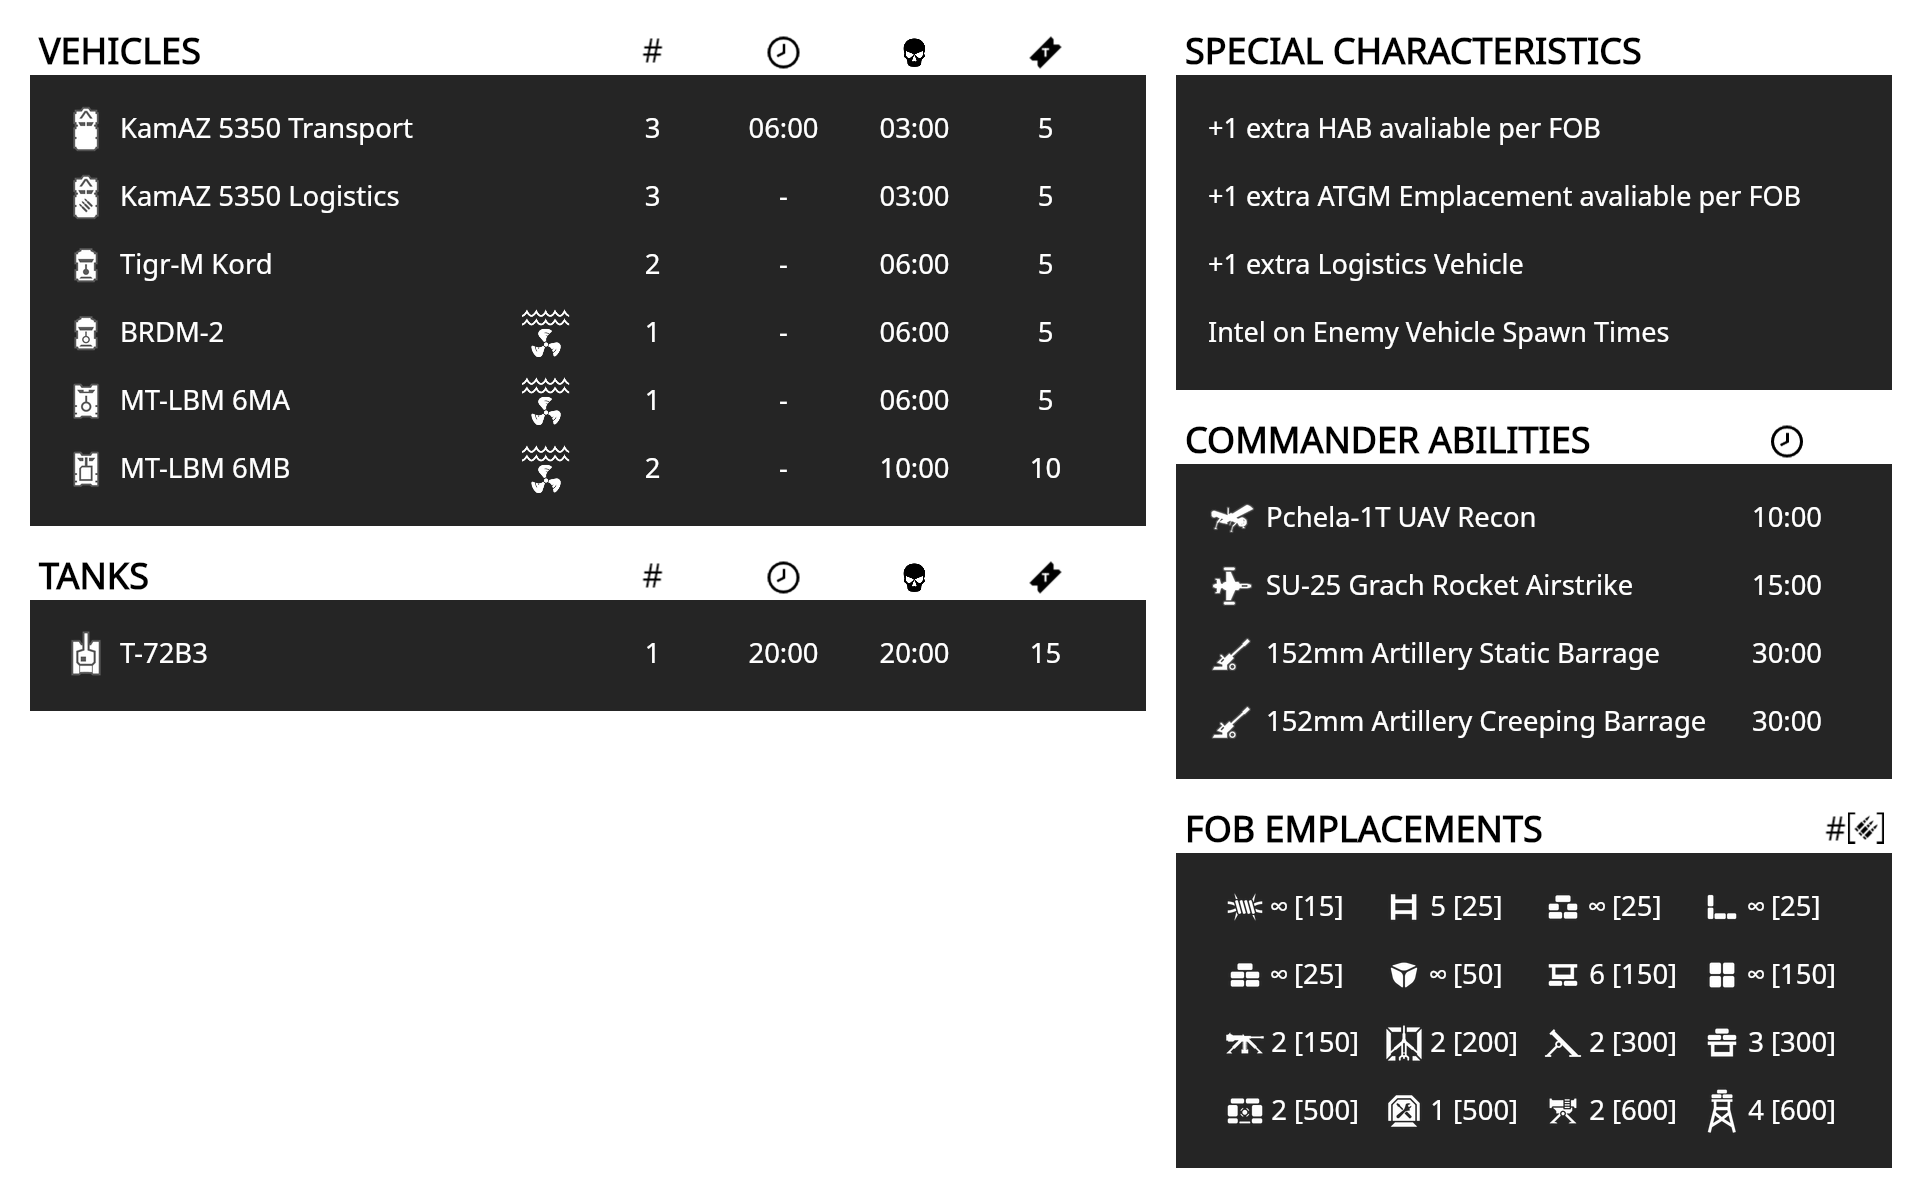 VEHICLES #
KamAZ 5350 Transport 3 06:00 03:00 5
KamAZ 5350 Logistics 3 - 03:00 5
Tigr-M Kord 2 - 06:00 5
BRDM-2 1 - 06:00 5
MT-LBM 6MA 1 - 06:00 5
MT-LBM 6MB 2 - 10:00 10
TANKS #
T-72B3 1 20:00 20:00 15
SPECIAL CHARACTERISTICS
+1 extra HAB avaliable per FOB
+1 extra ATGM Emplacement avaliable per FOB
+1 extra Logistics Vehicle
Intel on Enemy Vehicle Spawn Times
COMMANDER ABILITIES
Pchela-1T UAV Recon 10:00
SU-25 Grach Rocket Airstrike 15:00
152mm Artillery Static Barrage 30:00
152mm Artillery Creeping Barrage 30:00
FOB EMPLACEMENTS #[]
∞ [15] 5 [25] ∞ [25] ∞ [25]
∞ [25] ∞ [50] 6 [150] ∞ [150]
2 [150] 2 [200] 2 [300] 3 [300]
2 [500] 1 [500] 2 [600] 4 [600]